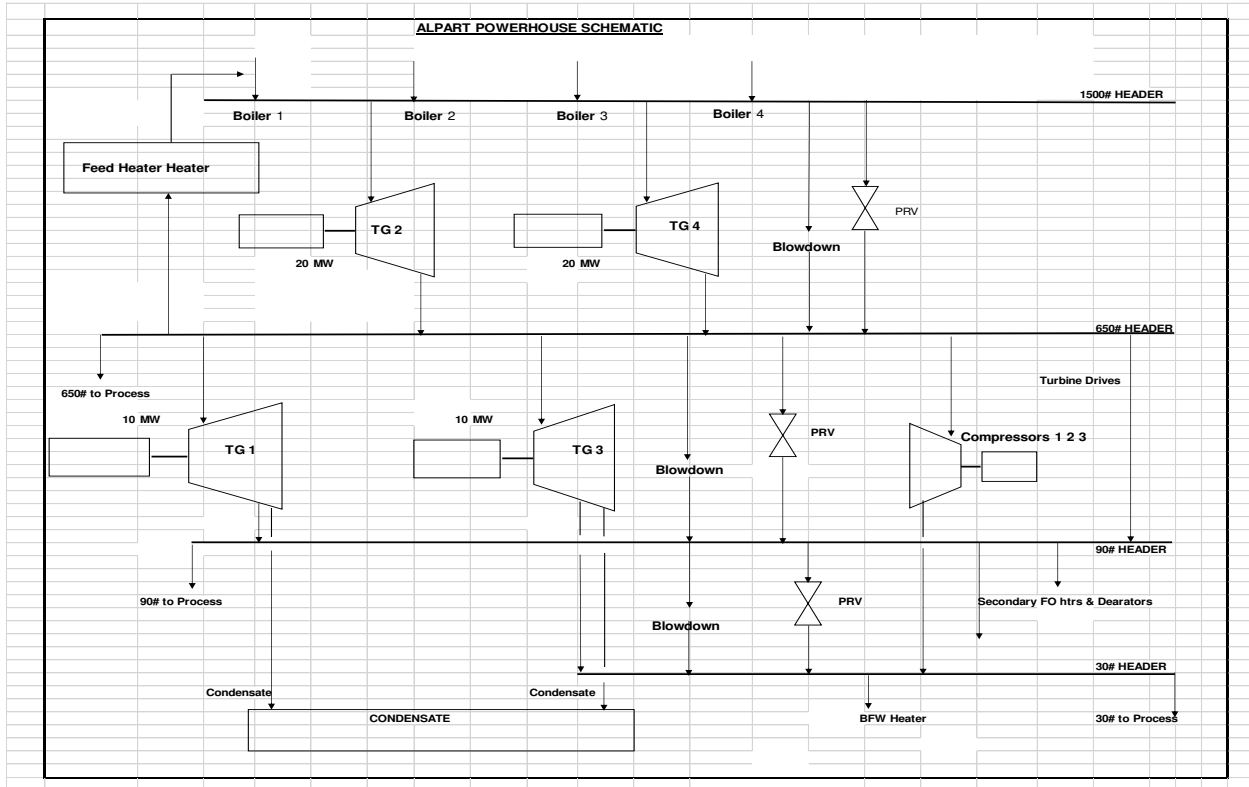 ALPART POWERHOUSE SCHEMATIC
1500# HEADER
Boiler 1
Boiler 2
Boiler 3
Boiler 4
Feed Heater Heater
TG 2
TG 4
PRV
Blowdown
20 MW
20 MW
650# HEADER
650# to Process
Turbine Drives
10 MW
10 MW
TG 1
TG 3
PRV
Compressors 1 2 3
Blowdown
90# HEADER
90# to Process
PRV
Secondary FO htrs & Dearators
Blowdown
30# HEADER
Condensate
Condensate
CONDENSATE
BFW Heater
30# to Process